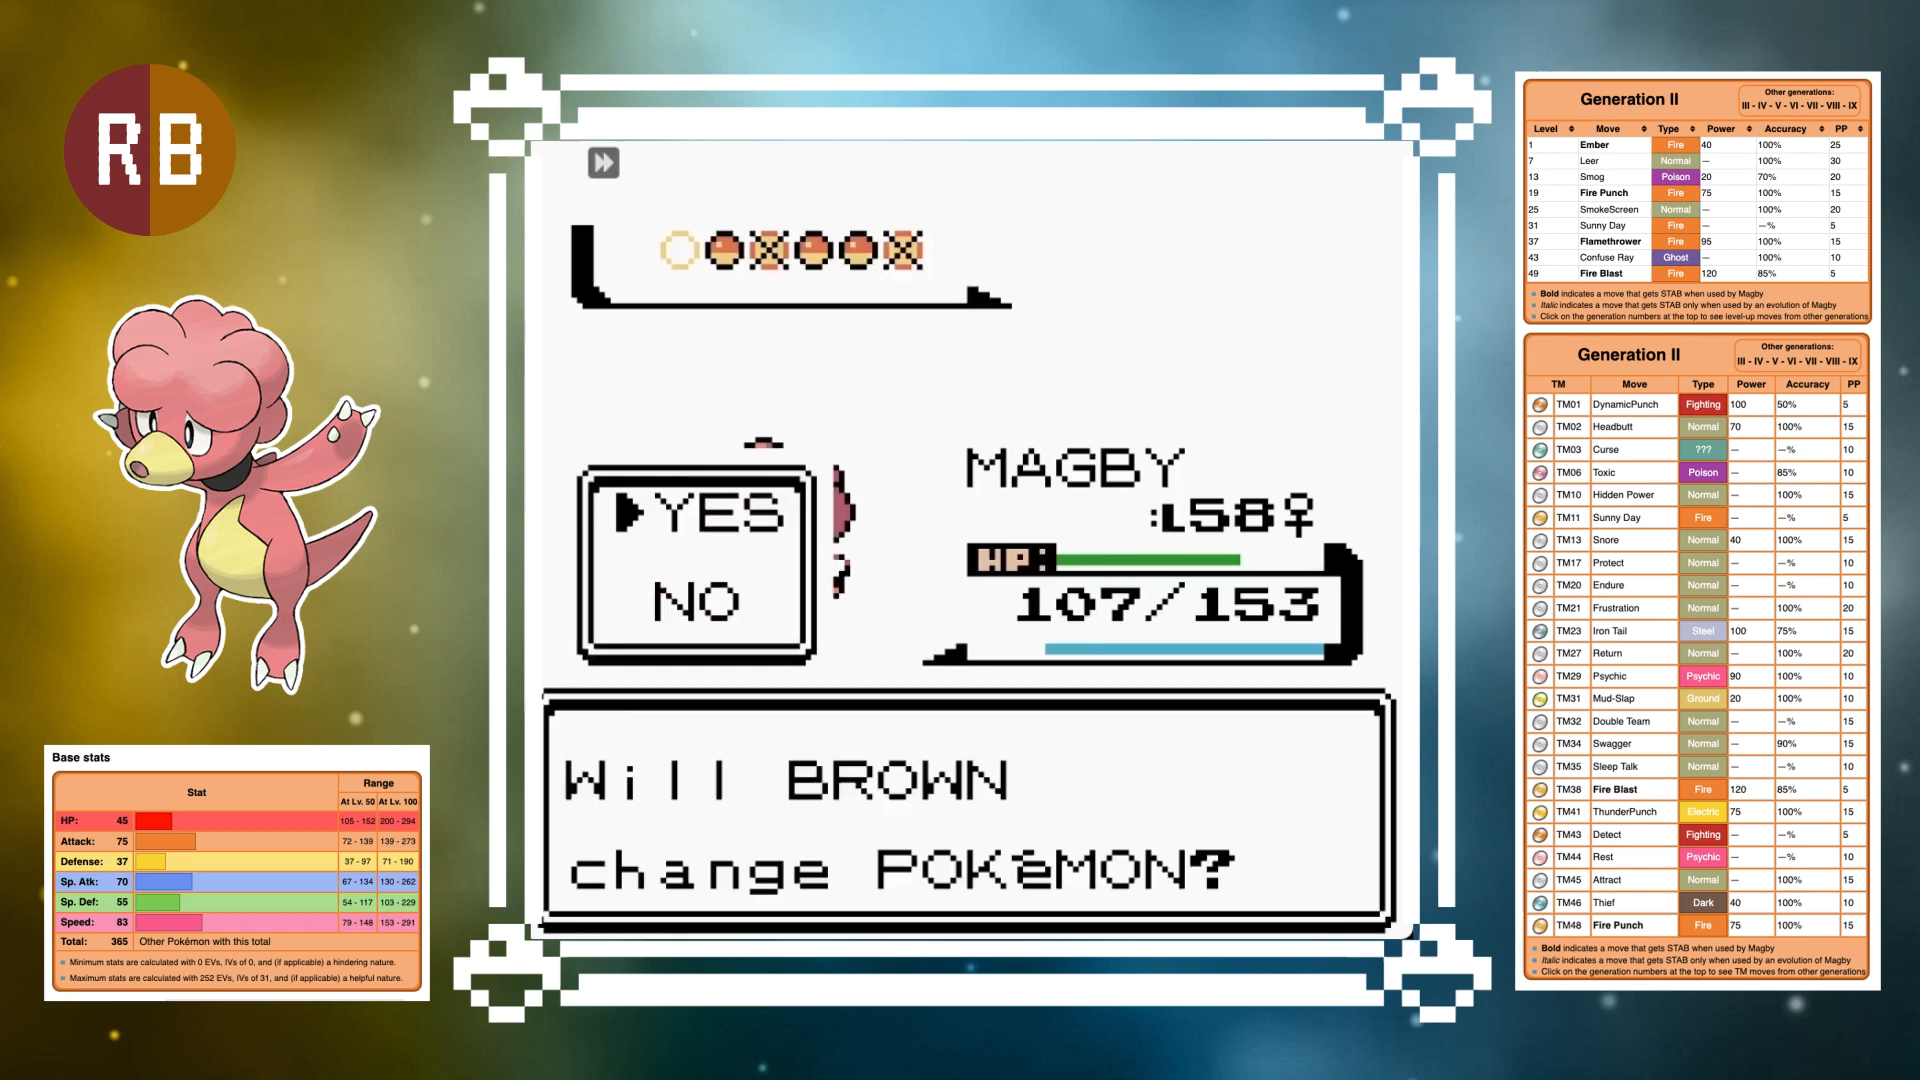 RB
MAGBY
:L58♀
HP:
107/153
YES
NO
Will BROWN
change POKéMON?
Base stats
Stat Range
At Lv. 50 At Lv. 100
HP: 45 105 - 152 200 - 294
Attack: 75 72 - 139 139 - 273
Defense: 37 37 - 97 71 - 190
Sp. Atk: 70 67 - 134 130 - 262
Sp. Def: 55 54 - 117 103 - 229
Speed: 83 79 - 148 153 - 291
Total: 365 Other Pokémon with this total
Minimum stats are calculated with 0 EVs, IVs of 0, and (if applicable) a hindering nature.
Maximum stats are calculated with 252 EVs, IVs of 31, and (if applicable) a helpful nature.
Generation II
Other generations:
III - IV - V - VI - VII - VIII - IX
Level Move Type Power Accuracy PP
1 Ember Fire 40 100% 25
7 Leer Normal — 100% 30
13 Smog Poison 20 70% 20
19 Fire Punch Fire 75 100% 15
25 SmokeScreen Normal — 100% 20
31 Sunny Day Fire — —% 5
37 Flamethrower Fire 95 100% 15
43 Confuse Ray Ghost — 100% 10
49 Fire Blast Fire 120 85% 5
Bold indicates a move that gets STAB when used by Magby
Italic indicates a move that gets STAB only when used by an evolution of Magby
Click on the generation numbers at the top to see level-up moves from other generations
Generation II
Other generations:
III - IV - V - VI - VII - VIII - IX
TM Move Type Power Accuracy PP
TM01 DynamicPunch Fighting 100 50% 5
TM02 Headbutt Normal 70 100% 15
TM03 Curse ??? — —% 10
TM06 Toxic Poison — 85% 10
TM10 Hidden Power Normal — 100% 15
TM11 Sunny Day Fire — —% 5
TM13 Snore Normal 40 100% 15
TM17 Protect Normal — —% 10
TM20 Endure Normal — —% 10
TM21 Frustration Normal — 100% 20
TM23 Iron Tail Steel 100 75% 15
TM27 Return Normal — 100% 20
TM29 Psychic Psychic 90 100% 10
TM31 Mud-Slap Ground 20 100% 10
TM32 Double Team Normal — —% 15
TM34 Swagger Normal — 90% 15
TM35 Sleep Talk Normal — —% 10
TM38 Fire Blast Fire 120 85% 5
TM41 ThunderPunch Electric 75 100% 15
TM43 Detect Fighting — —% 5
TM44 Rest Psychic — —% 10
TM45 Attract Normal — 100% 15
TM46 Thief Dark 40 100% 10
TM48 Fire Punch Fire 75 100% 15
Bold indicates a move that gets STAB when used by Magby
Italic indicates a move that gets STAB only when used by an evolution of Magby
Click on the generation numbers at the top to see TM moves from other generations